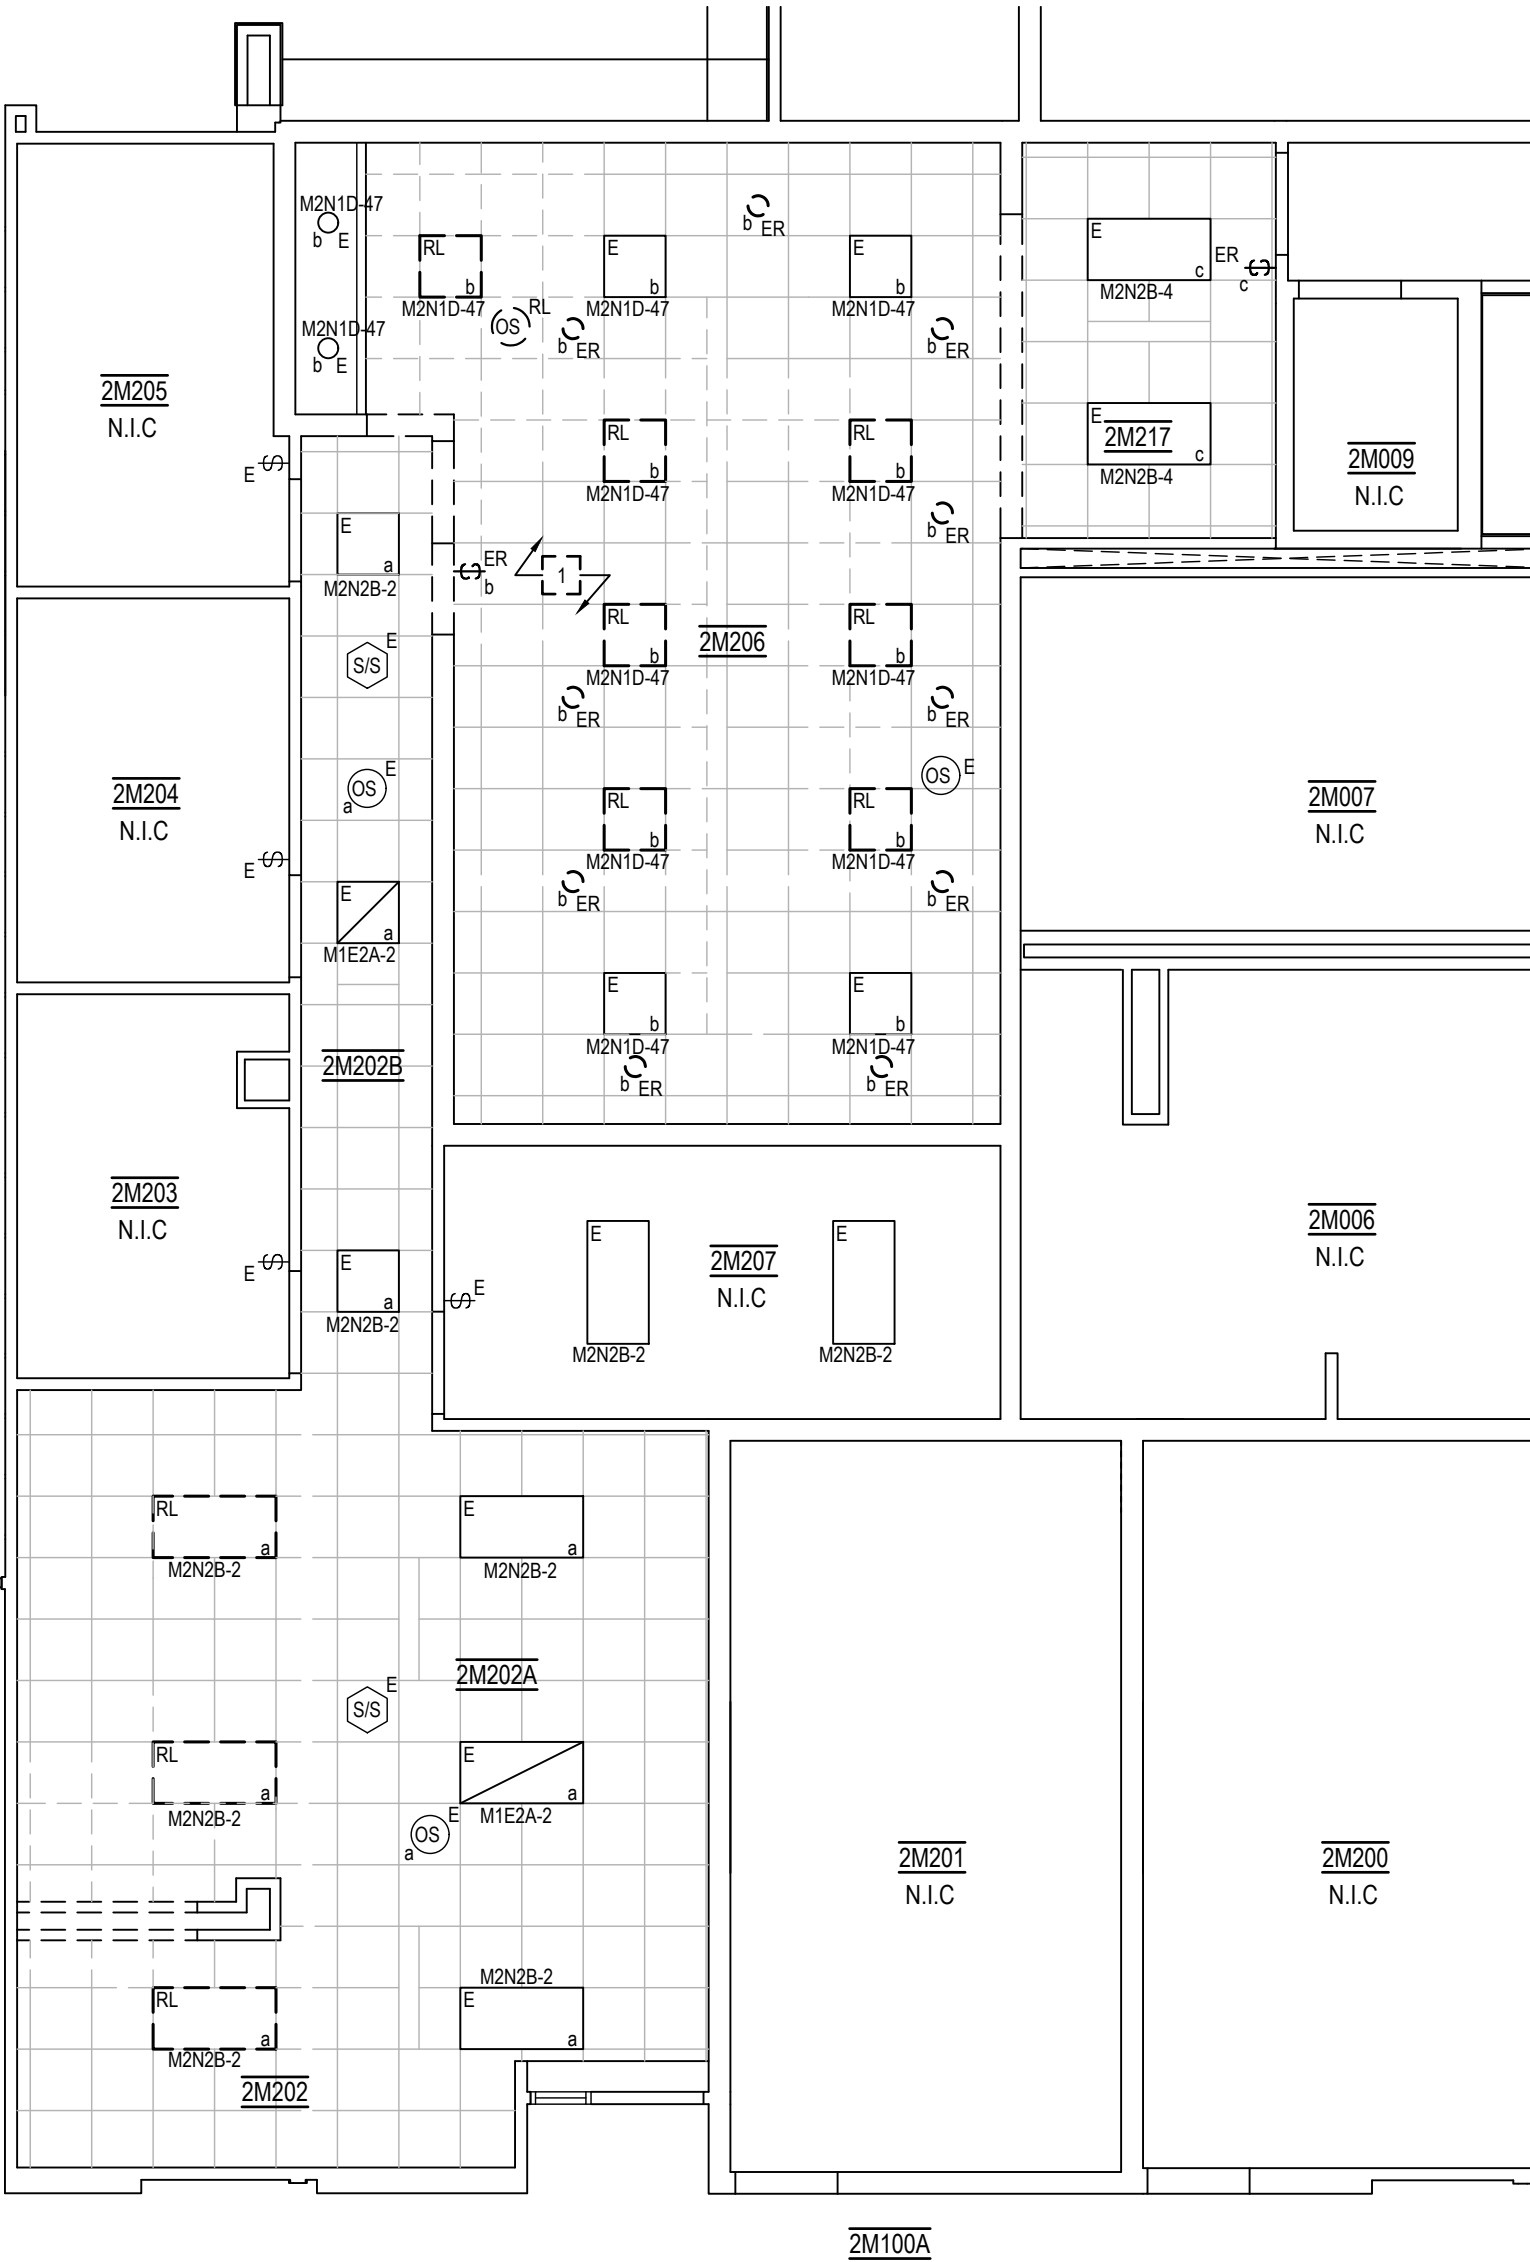 M2N1D-47
b E
M2N1D-47
b E
RL
b
M2N1D-47
OS
RL
E
b
M2N1D-47
E
b
M2N1D-47
b ER
b ER
b ER
E
c
M2N2B-4
ER
c
E
2M217
c
M2N2B-4
2M009
N.I.C
2M205
N.I.C
E
E
a
M2N2B-2
ER
b
1
RL
b
M2N1D-47
RL
b
M2N1D-47
b ER
S/S
E
RL
b
M2N1D-47
2M206
RL
b
M2N1D-47
b ER
b ER
2M204
N.I.C
E
OS
E
a
OS
E
RL
b
M2N1D-47
RL
b
M2N1D-47
2M007
N.I.C
E
a
M1E2A-2
b ER
b ER
E
b
M2N1D-47
E
b
M2N1D-47
2M202B
b ER
b ER
2M203
N.I.C
E
E
a
M2N2B-2
E
E
M2N2B-2
2M207
N.I.C
E
M2N2B-2
2M006
N.I.C
RL
a
M2N2B-2
E
a
M2N2B-2
S/S
E
2M202A
RL
a
M2N2B-2
E
a
M1E2A-2
OS
E
a
2M201
N.I.C
2M200
N.I.C
RL
a
M2N2B-2
M2N2B-2
E
a
2M202
2M100A